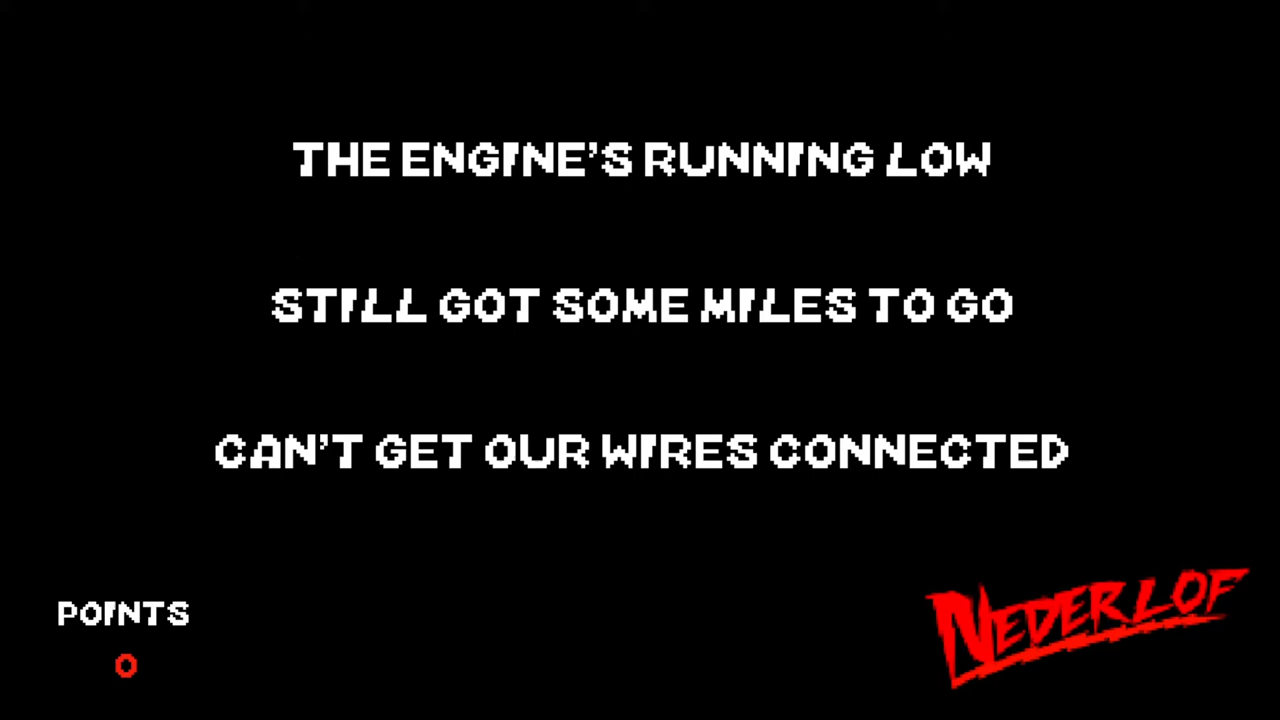 THE ENGINE'S RUNNING LOW
STILL GOT SOME MILES TO GO
CAN'T GET OUR WIRES CONNECTED
POINTS
0
NEDERLOF